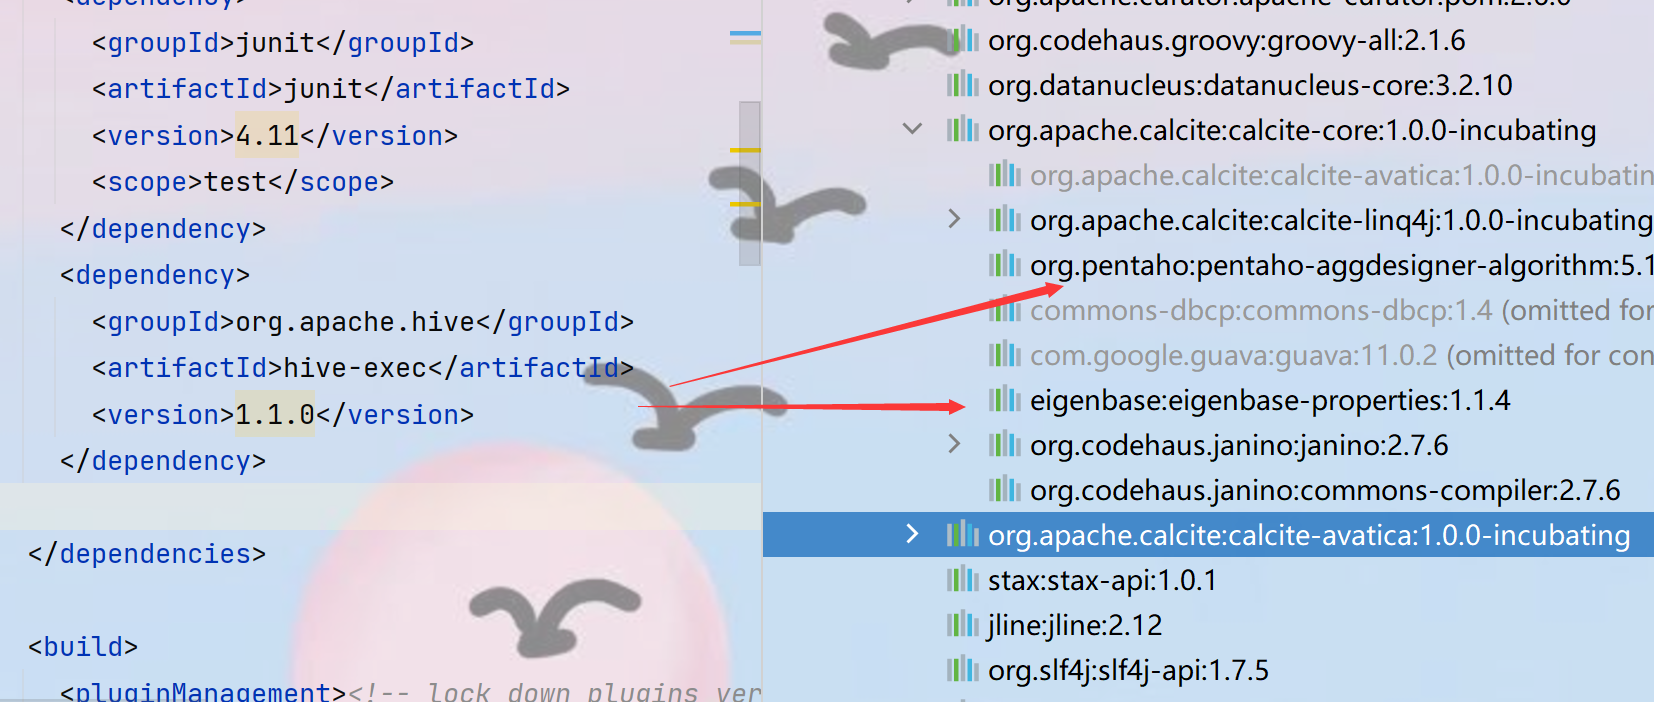 <dependency>
<groupId>junit</groupId>
<artifactId>junit</artifactId>
<version>4.11</version>
<scope>test</scope>
</dependency>
<dependency>
<groupId>org.apache.hive</groupId>
<artifactId>hive-exec</artifactId>
<version>1.1.0</version>
</dependency>
</dependencies>
<build>
<pluginManagement><!-- lock down plugins ver
org.apache.curator:apache-curator:pom:2.6.0
org.codehaus.groovy:groovy-all:2.1.6
org.datanucleus:datanucleus-core:3.2.10
org.apache.calcite:calcite-core:1.0.0-incubating
org.apache.calcite:calcite-avatica:1.0.0-incubatin
org.apache.calcite:calcite-linq4j:1.0.0-incubating
org.pentaho:pentaho-aggdesigner-algorithm:5.1
commons-dbcp:commons-dbcp:1.4 (omitted for
com.google.guava:guava:11.0.2 (omitted for con
eigenbase:eigenbase-properties:1.1.4
org.codehaus.janino:janino:2.7.6
org.codehaus.janino:commons-compiler:2.7.6
org.apache.calcite:calcite-avatica:1.0.0-incubating
stax:stax-api:1.0.1
jline:jline:2.12
org.slf4j:slf4j-api:1.7.5